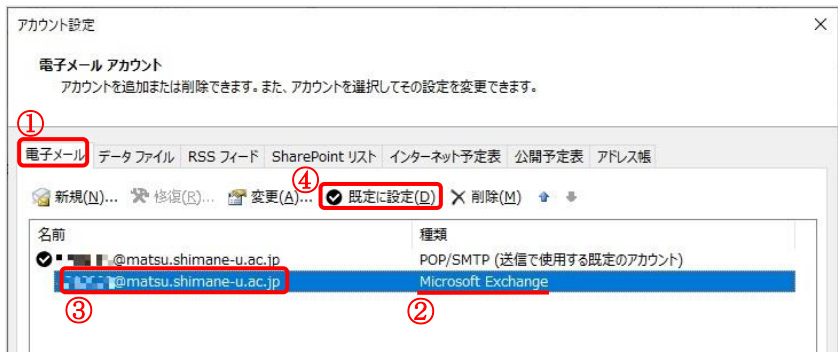 アカウント設定
電子メール アカウント
アカウントを追加または削除できます。また、アカウントを選択してその設定を変更できます。
①
電子メール データ ファイル RSS フィード SharePoint リスト インターネット予定表 公開予定表 アドレス帳
④
新規(N)... 修復(R)... 変更(A)... 既定に設定(D) 削除(M)
名前 種類
@matsu.shimane-u.ac.jp POP/SMTP (送信で使用する既定のアカウント)
@matsu.shimane-u.ac.jp Microsoft Exchange
③ ②